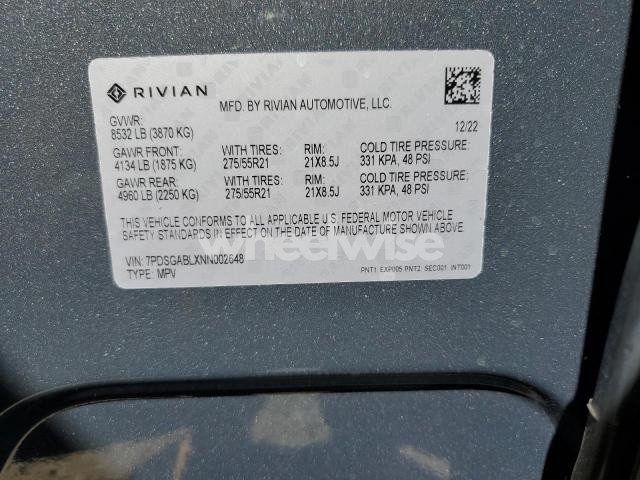 RIVIAN
MFD. BY RIVIAN AUTOMOTIVE, LLC.
GVWR:
8532 LB (3870 KG)
12/22
GAWR FRONT: WITH TIRES: RIM: COLD TIRE PRESSURE:
4134 LB (1875 KG) 275/55R21 21X8.5J 331 KPA, 48 PSI
GAWR REAR: WITH TIRES: RIM: COLD TIRE PRESSURE:
4960 LB (2250 KG) 275/55R21 21X8.5J 331 KPA, 48 PSI
THIS VEHICLE CONFORMS TO ALL APPLICABLE U.S. FEDERAL MOTOR VEHICLE
SAFETY STANDARDS IN EFFECT ON THE DATE OF MANUFACTURE SHOWN ABOVE.
wheelwise
VIN: 7PDSGABLXNN002648
TYPE: MPV
PNT1: EXP005 PNT2: SEC001 INT001